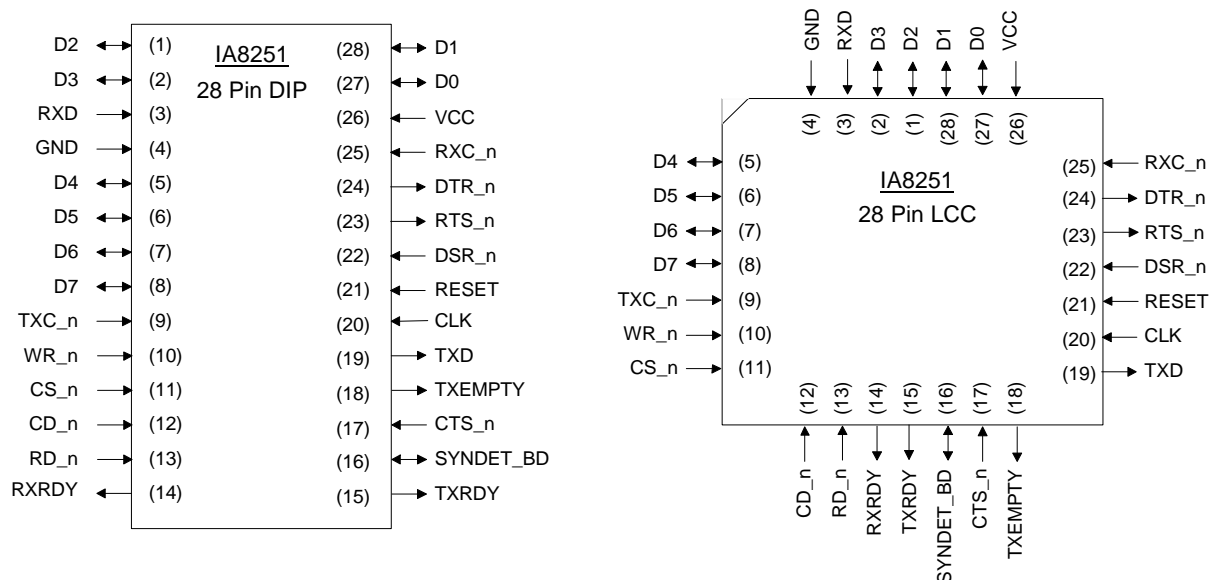 IA8251
28 Pin DIP
D2 (1)
D3 (2)
RXD (3)
GND (4)
D4 (5)
D5 (6)
D6 (7)
D7 (8)
TXC_n (9)
WR_n (10)
CS_n (11)
CD_n (12)
RD_n (13)
RXRDY (14)
(28) D1
(27) D0
(26) VCC
(25) RXC_n
(24) DTR_n
(23) RTS_n
(22) DSR_n
(21) RESET
(20) CLK
(19) TXD
(18) TXEMPTY
(17) CTS_n
(16) SYNDET_BD
(15) TXRDY
GND RXD D3 D2 D1 D0 VCC
(4) (3) (2) (1) (28) (27) (26)
IA8251
28 Pin LCC
D4 (5)
D5 (6)
D6 (7)
D7 (8)
TXC_n (9)
WR_n (10)
CS_n (11)
(25) RXC_n
(24) DTR_n
(23) RTS_n
(22) DSR_n
(21) RESET
(20) CLK
(19) TXD
(12) (13) (14) (15) (16) (17) (18)
CD_n RD_n RXRDY TXRDY SYNDET_BD CTS_n TXEMPTY